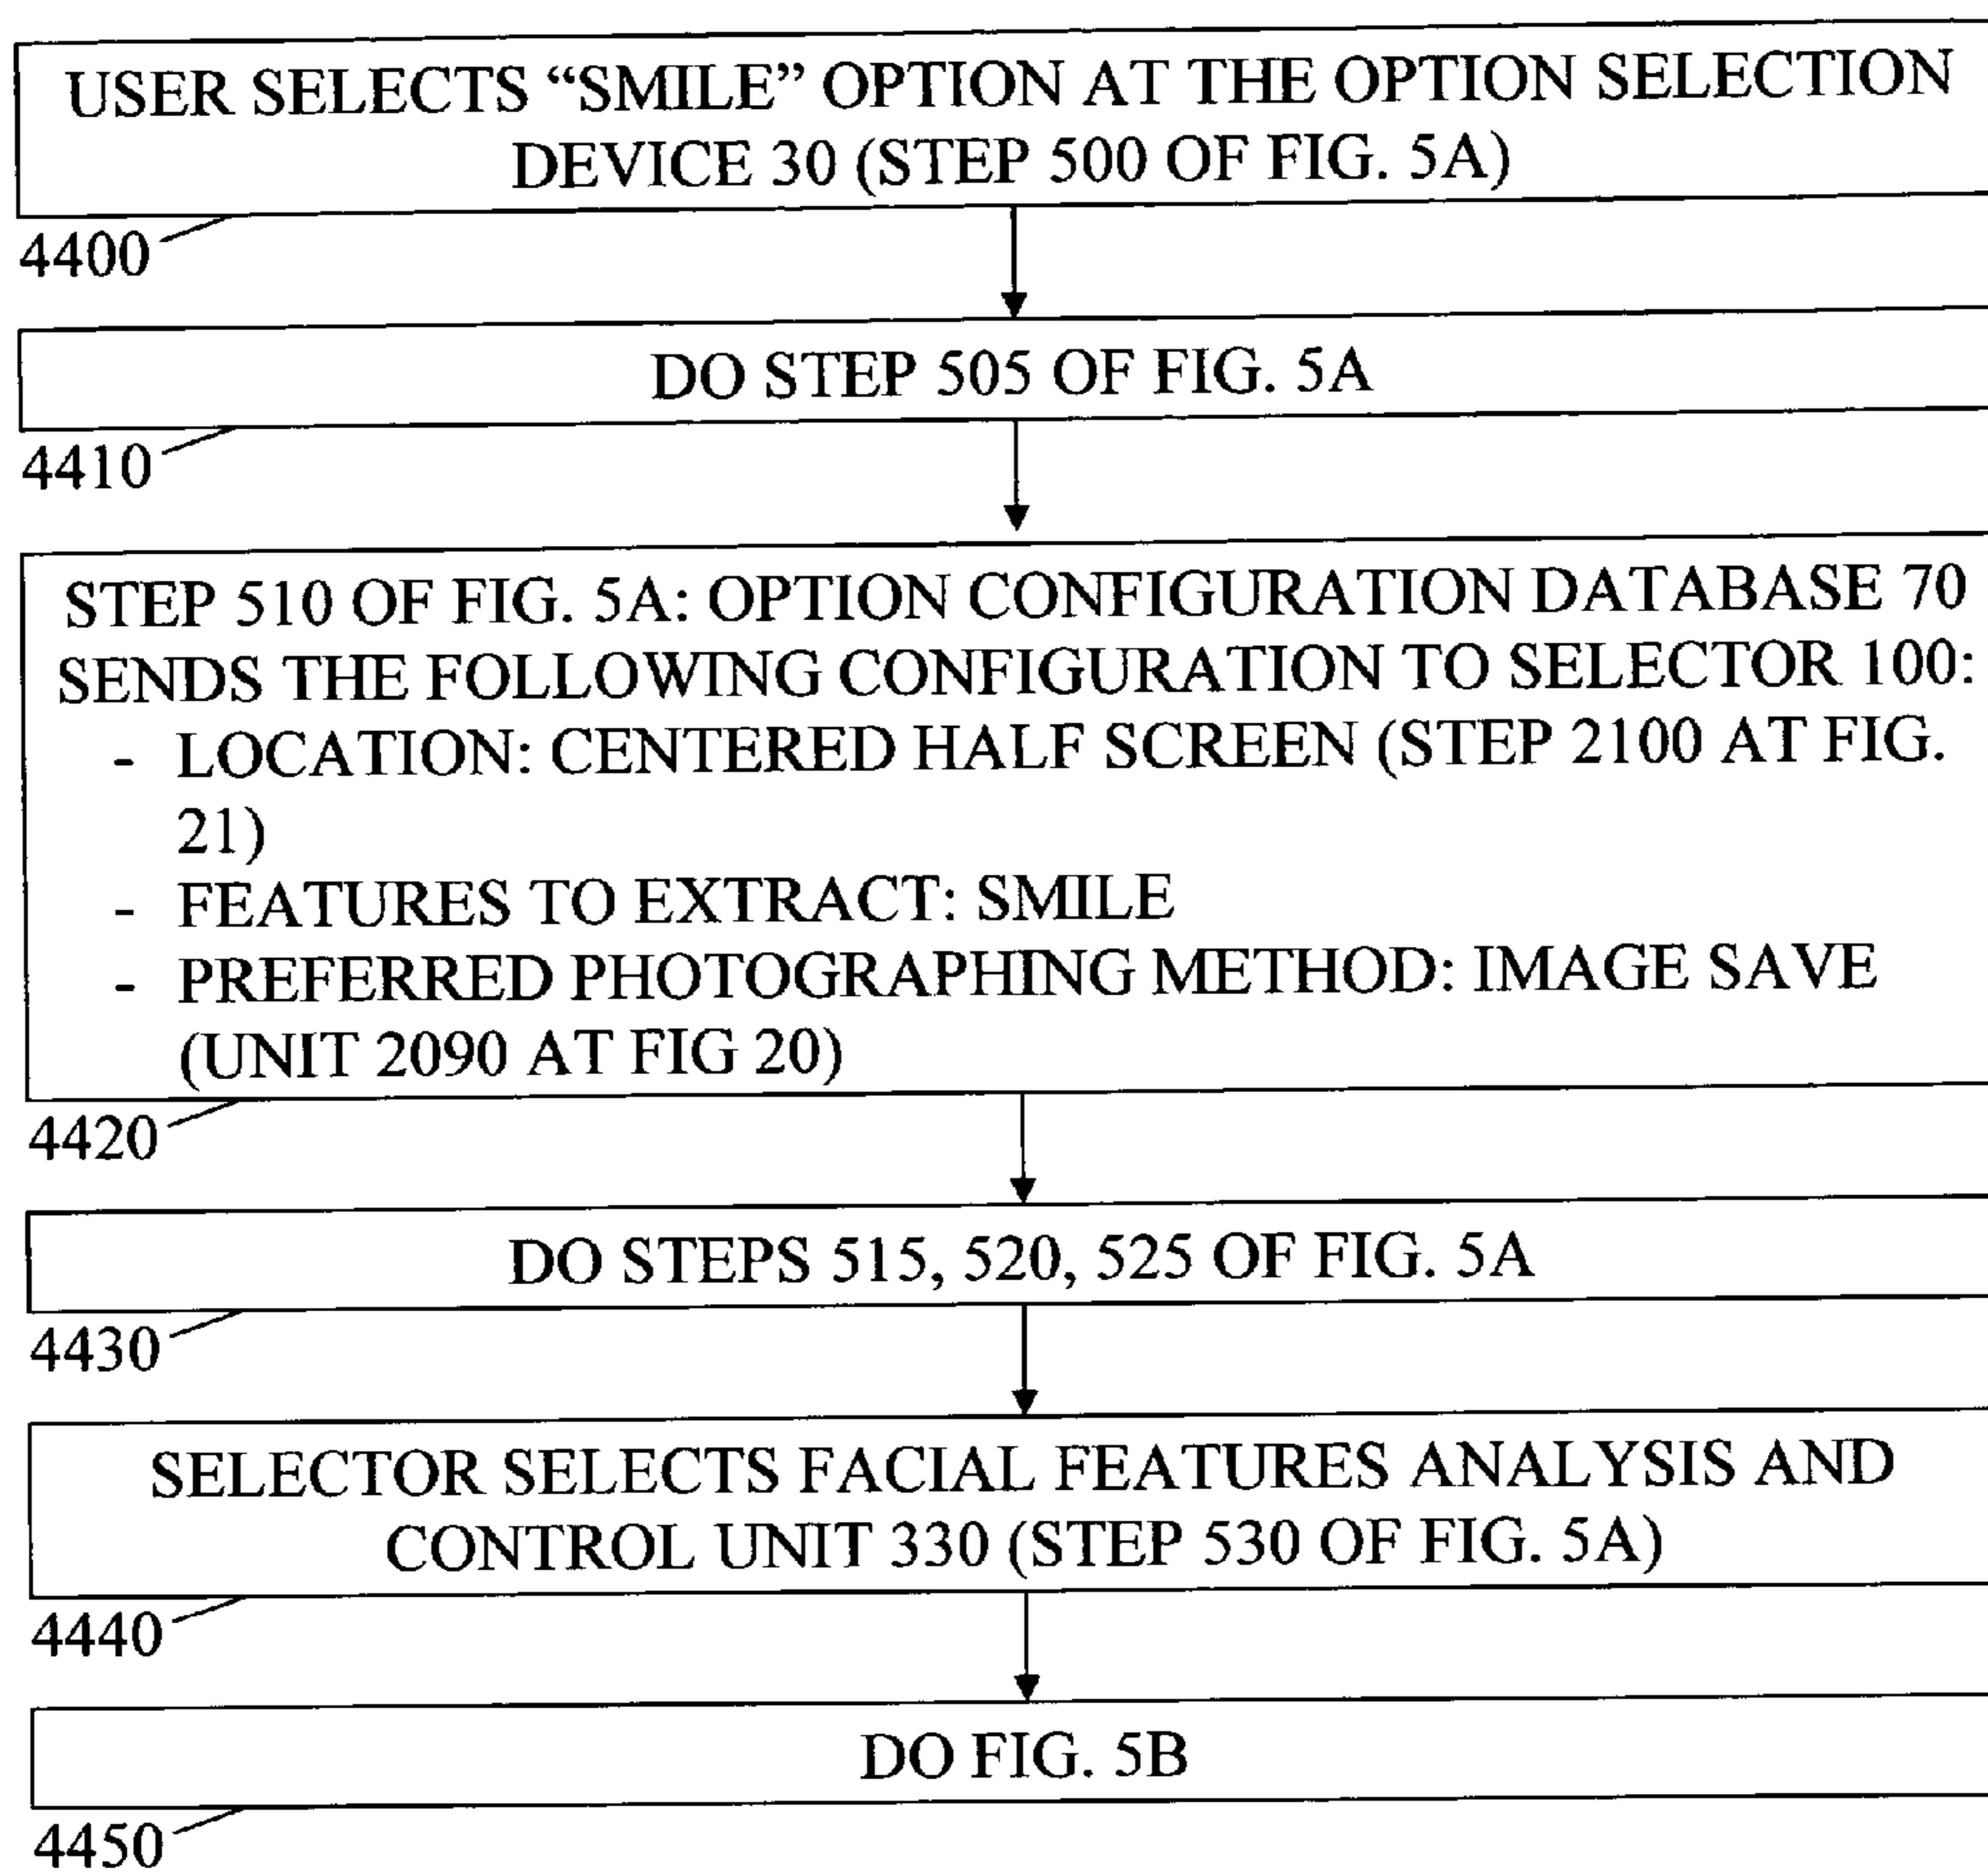 USER SELECTS “SMILE” OPTION AT THE OPTION SELECTION
DEVICE 30 (STEP 500 OF FIG. 5A)
4400
DO STEP 505 OF FIG. 5A
4410
STEP 510 OF FIG. 5A: OPTION CONFIGURATION DATABASE 70
SENDS THE FOLLOWING CONFIGURATION TO SELECTOR 100:
- LOCATION: CENTERED HALF SCREEN (STEP 2100 AT FIG.
21)
- FEATURES TO EXTRACT: SMILE
- PREFERRED PHOTOGRAPHING METHOD: IMAGE SAVE
(UNIT 2090 AT FIG 20)
4420
DO STEPS 515, 520, 525 OF FIG. 5A
4430
SELECTOR SELECTS FACIAL FEATURES ANALYSIS AND
CONTROL UNIT 330 (STEP 530 OF FIG. 5A)
4440
DO FIG. 5B
4450